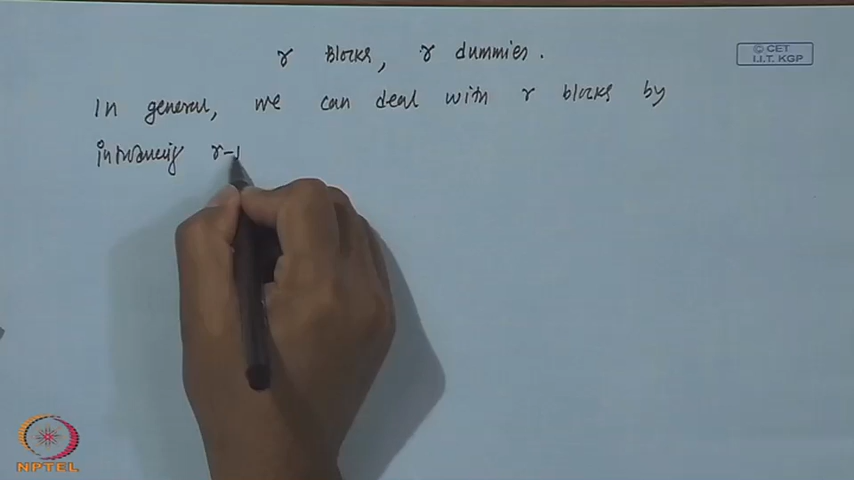 r Blocks, r dummies.
© CET
I.I.T. KGP
In general, we can deal with r blocks by
introducing r-1
NPTEL